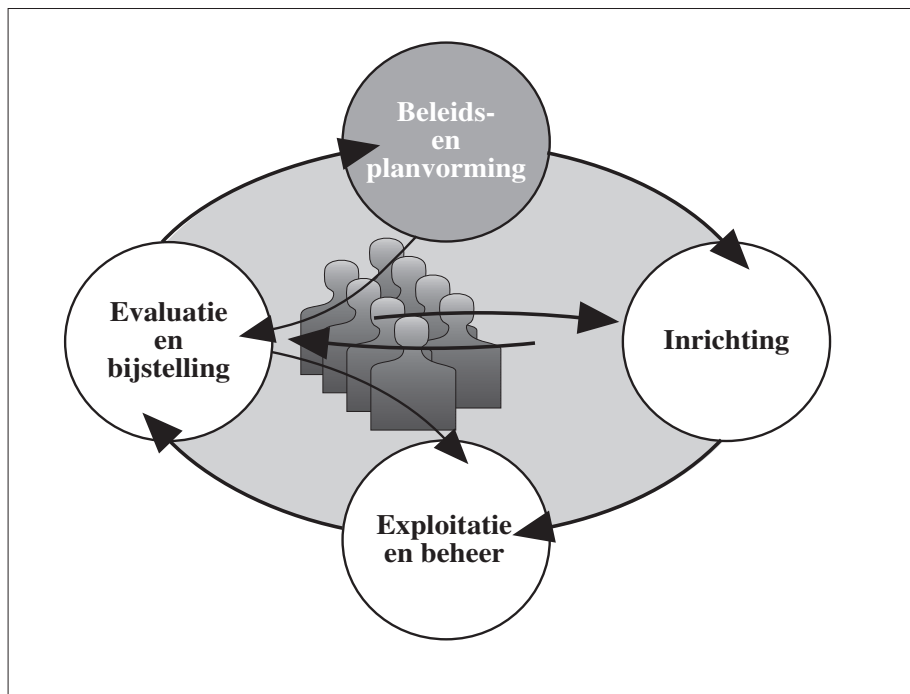 Beleids-
en
planvorming
Evaluatie
en
bijstelling
Inrichting
Exploitatie
en beheer